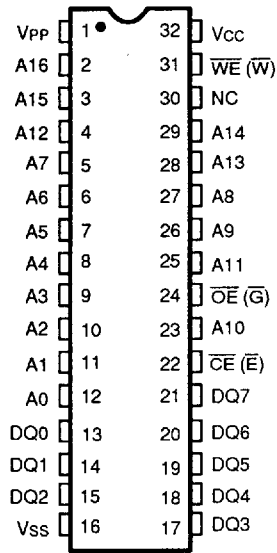 VPP 1 32 VCC
A16 2 31 WE (W)
A15 3 30 NC
A12 4 29 A14
A7 5 28 A13
A6 6 27 A8
A5 7 26 A9
A4 8 25 A11
A3 9 24 OE (G)
A2 10 23 A10
A1 11 22 CE (E)
A0 12 21 DQ7
DQ0 13 20 DQ6
DQ1 14 19 DQ5
DQ2 15 18 DQ4
VSS 16 17 DQ3